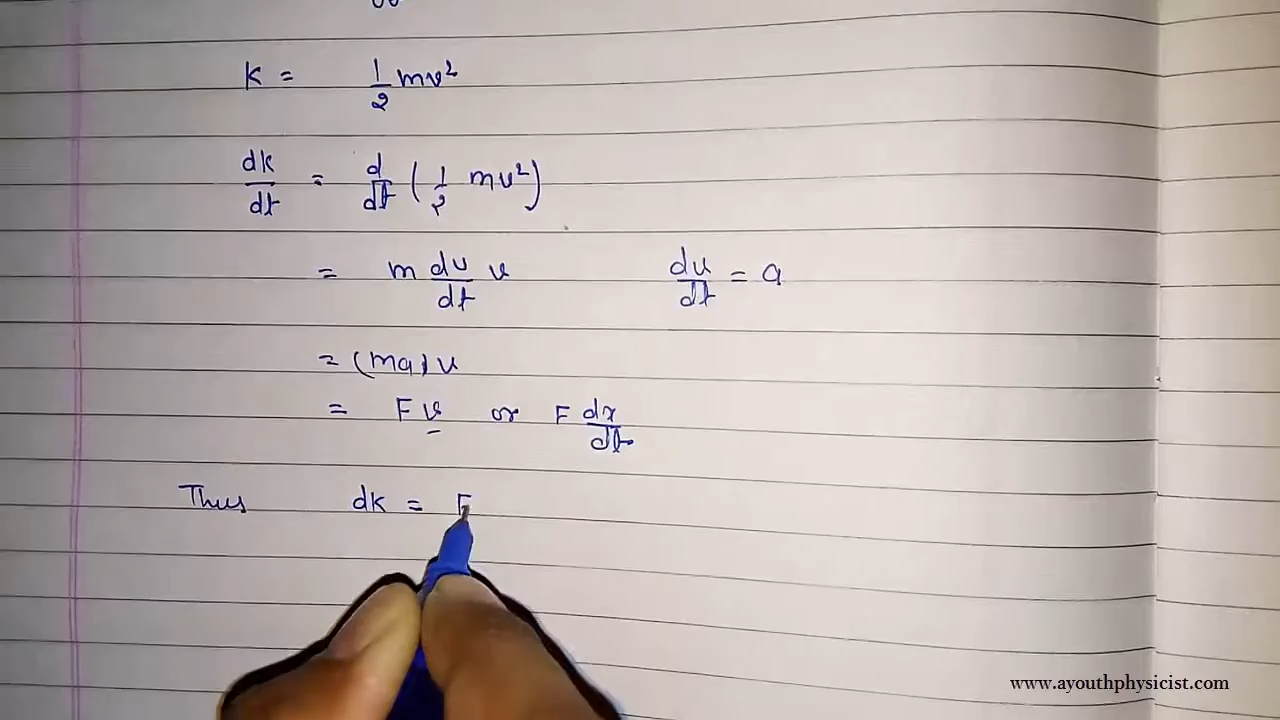 K = 1/2 mv²
dk/dt = d/dt (1/2 mv²)
= m dv/dt v dv/dt = a
= (ma) v
= F v or F dx/dt
Thus dk = F
www.ayouthphysicist.com